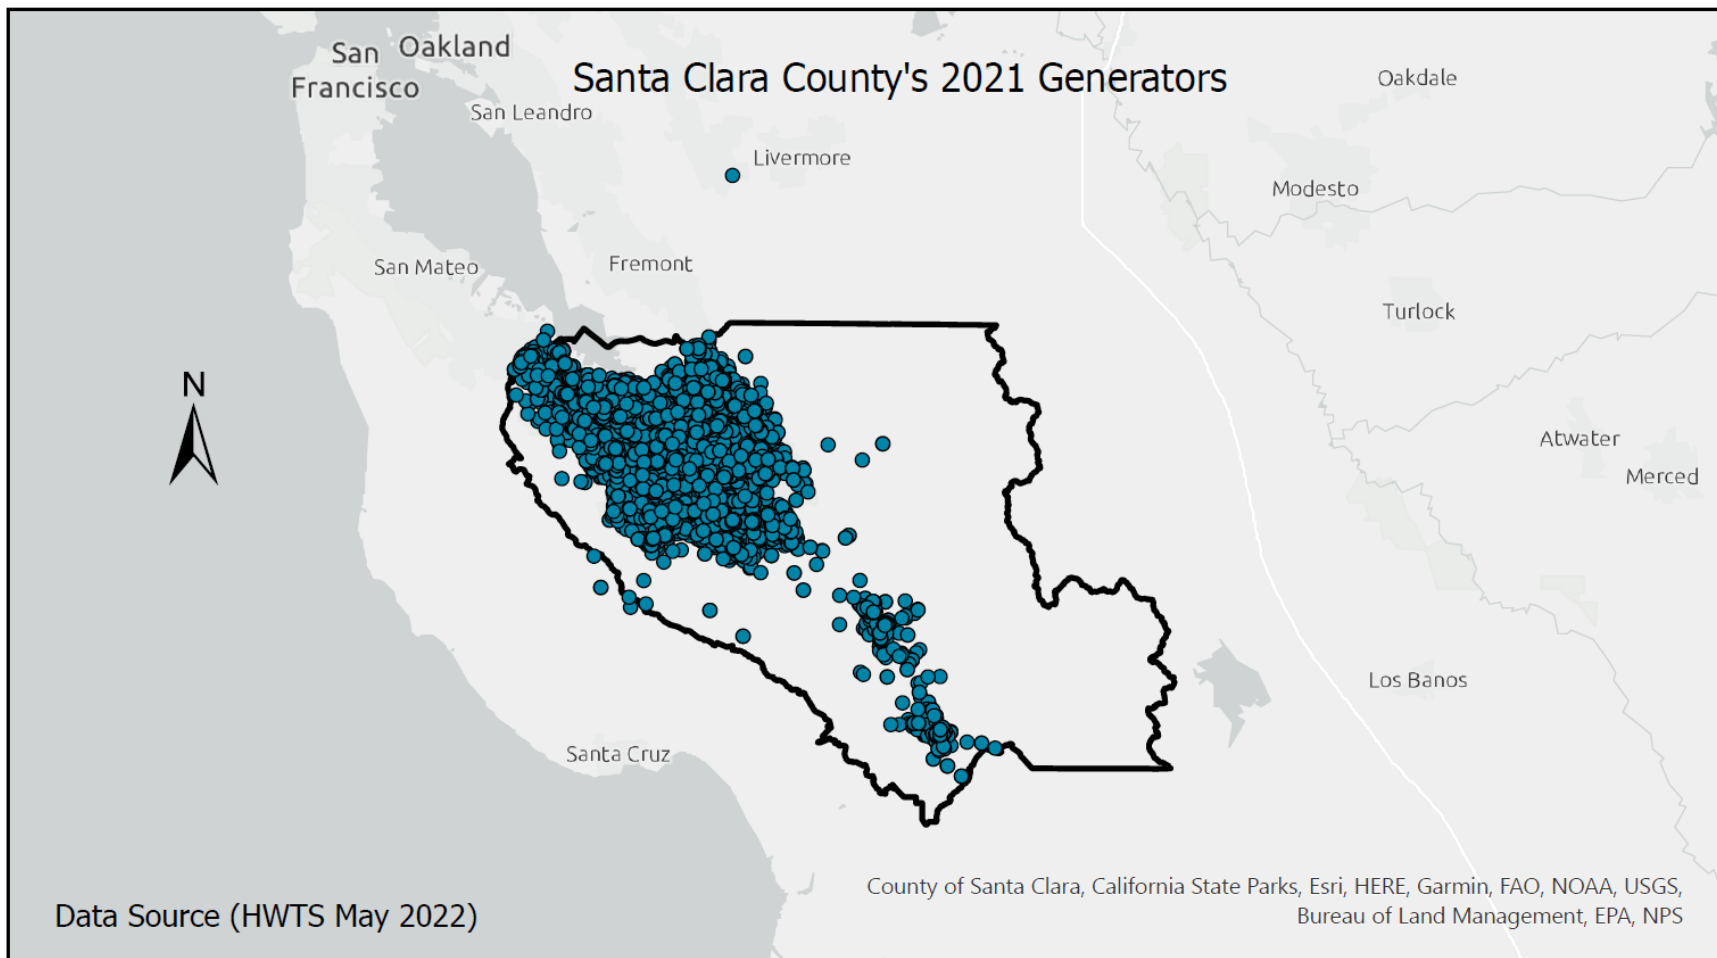 San
Francisco
Oakland
San Leandro
Santa Clara County's 2021 Generators
Oakdale
Livermore
Modesto
San Mateo
Fremont
Turlock
N
Atwater
Merced
Los Banos
Santa Cruz
County of Santa Clara, California State Parks, Esri, HERE, Garmin, FAO, NOAA, USGS,
Bureau of Land Management, EPA, NPS
Data Source (HWTS May 2022)